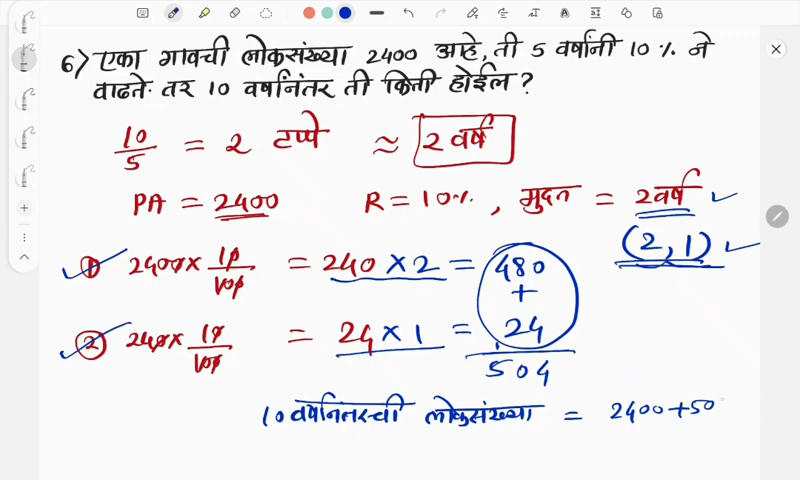 6) एका गावची लोकसंख्या 2400 आहे, ती 5 वर्षांनी 10 % ने
वाढते तर 10 वर्षानंतर ती किती होईल ?
10/5 = 2 टप्पे ≈ 2 वर्ष
PA = 2400 R = 10%, मुदत = 2 वर्ष ✓
(2, 1) ✓
① 2400 × 10/100 = 240 × 2 = 480
+
② 240 × 10/100 = 24 × 1 = 24
504
10 वर्षानंतरची लोकसंख्या = 2400 + 50